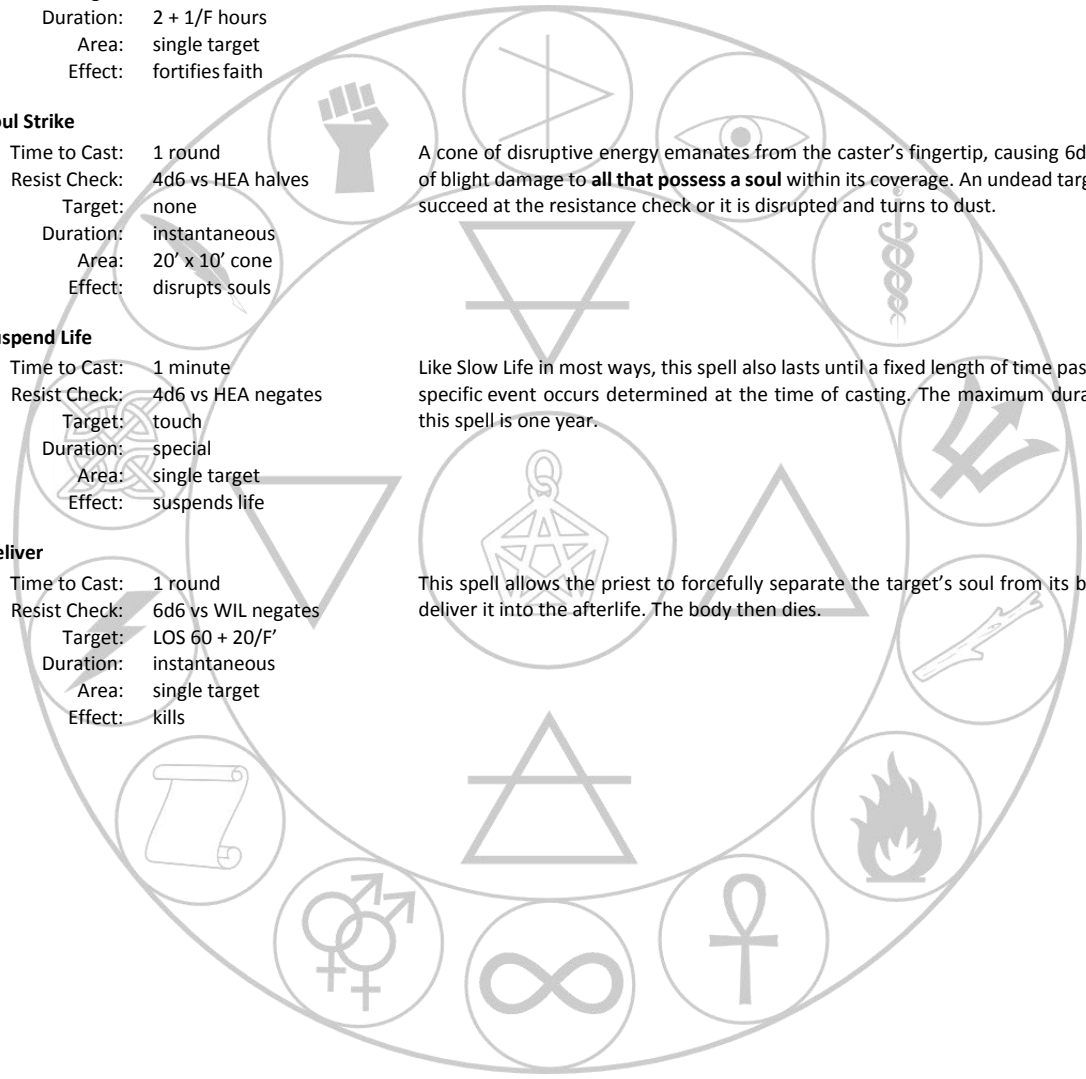 Duration: 2 + 1/F hours
Area: single target
Effect: fortifies faith
oul Strike
Time to Cast: 1 round
Resist Check: 4d6 vs HEA halves
Target: none
Duration: instantaneous
Area: 20’ x 10’ cone
Effect: disrupts souls
A cone of disruptive energy emanates from the caster’s fingertip, causing 6d
of blight damage to all that possess a soul within its coverage. An undead targ
succeed at the resistance check or it is disrupted and turns to dust.
spend Life
Time to Cast: 1 minute
Resist Check: 4d6 vs HEA negates
Target: touch
Duration: special
Area: single target
Effect: suspends life
Like Slow Life in most ways, this spell also lasts until a fixed length of time pas
specific event occurs determined at the time of casting. The maximum dura
this spell is one year.
eliver
Time to Cast: 1 round
Resist Check: 6d6 vs WIL negates
Target: LOS 60 + 20/F’
Duration: instantaneous
Area: single target
Effect: kills
This spell allows the priest to forcefully separate the target’s soul from its b
deliver it into the afterlife. The body then dies.